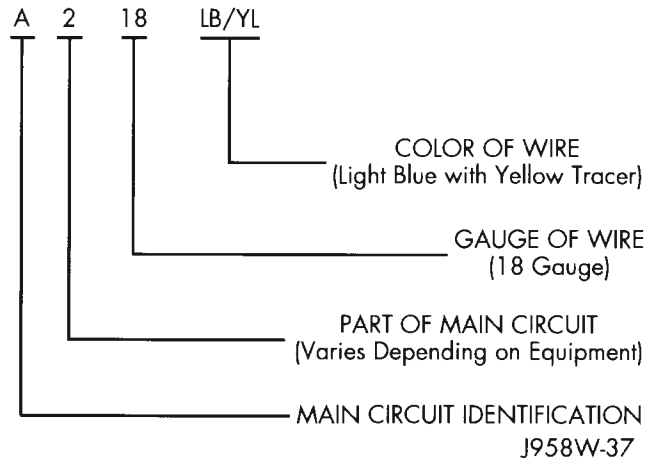 A 2 18 LB/YL
COLOR OF WIRE
(Light Blue with Yellow Tracer)
GAUGE OF WIRE
(18 Gauge)
PART OF MAIN CIRCUIT
(Varies Depending on Equipment)
MAIN CIRCUIT IDENTIFICATION
J958W-37